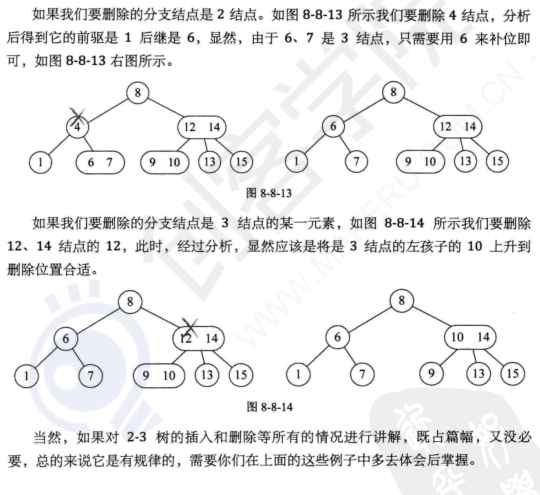 如果我们要删除的分支结点是 2 结点。如图 8-8-13 所示我们要删除 4 结点，分析
后得到它的前驱是 1 后继是 6，显然，由于 6、7 是 3 结点，只需要用 6 来补位即
可，如图 8-8-13 右图所示。
8 8
4 12 14 6 12 14
1 6 7 9 10 13 15 1 7 9 10 13 15
图 8-8-13
如果我们要删除的分支结点是 3 结点的某一元素，如图 8-8-14 所示我们要删除
12、14 结点的 12，此时，经过分析，显然应该是将是 3 结点的左孩子的 10 上升到
删除位置合适。
8 8
6 12 14 6 10 14
1 7 9 10 13 15 1 7 9 13 15
图 8-8-14
当然，如果对 2-3 树的插入和删除等所有的情况进行讲解，既占篇幅，又没必
要，总的来说它是有规律的，需要你们在上面的这些例子中多去体会后掌握。
创客学院